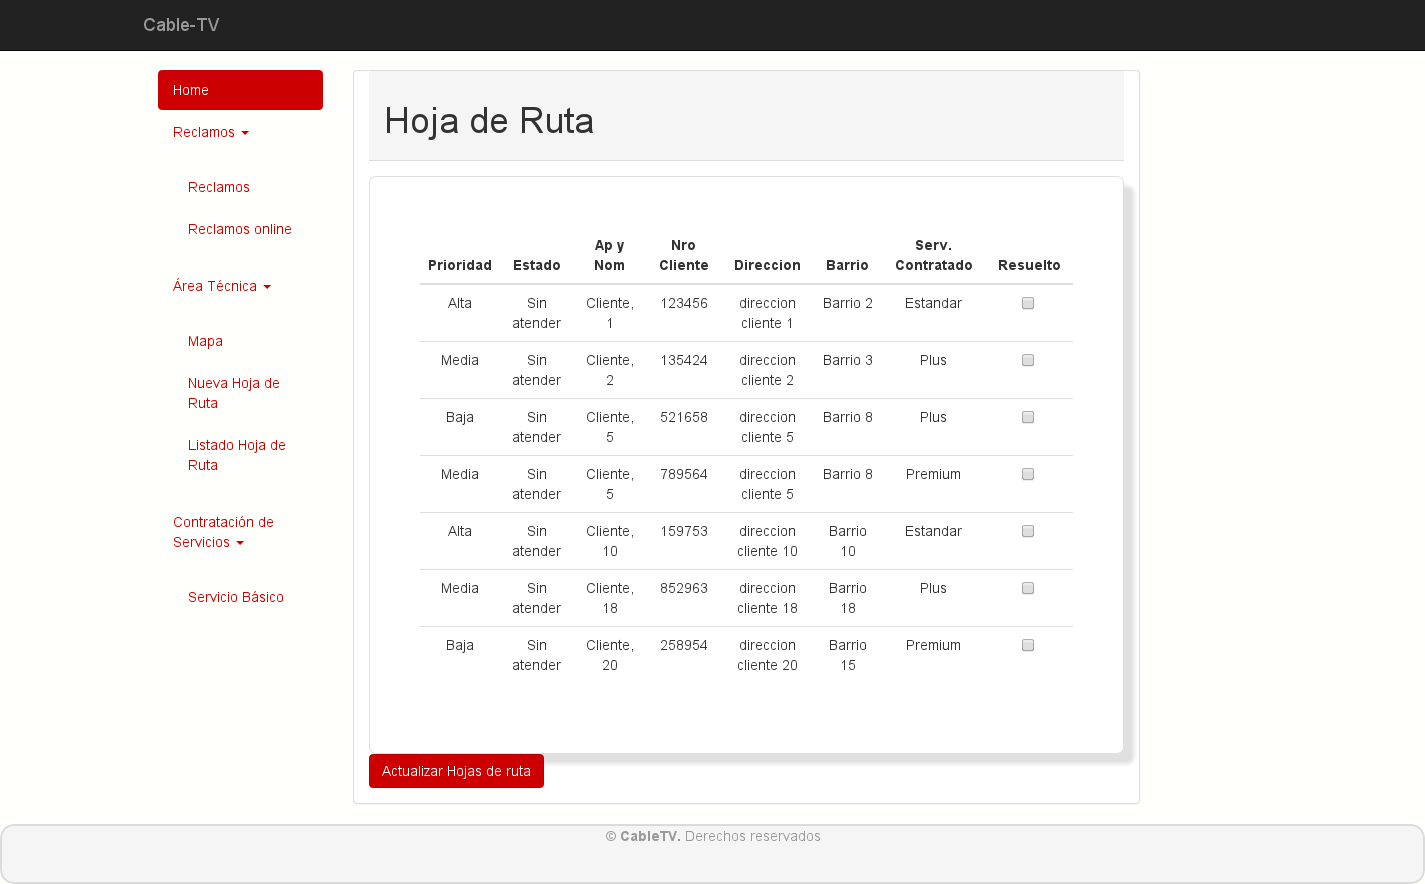 Cable-TV
Home
Reclamos
Reclamos
Reclamos online
Área Técnica
Mapa
Nueva Hoja de
Ruta
Listado Hoja de
Ruta
Contratación de
Servicios
Servicio Básico
Hoja de Ruta
Prioridad Estado Ap y Nom Nro Cliente Direccion Barrio Serv. Contratado Resuelto
Alta Sin atender Cliente, 1 123456 direccion cliente 1 Barrio 2 Estandar
Media Sin atender Cliente, 2 135424 direccion cliente 2 Barrio 3 Plus
Baja Sin atender Cliente, 5 521658 direccion cliente 5 Barrio 8 Plus
Media Sin atender Cliente, 5 789564 direccion cliente 5 Barrio 8 Premium
Alta Sin atender Cliente, 10 159753 direccion cliente 10 Barrio 10 Estandar
Media Sin atender Cliente, 18 852963 direccion cliente 18 Barrio 18 Plus
Baja Sin atender Cliente, 20 258954 direccion cliente 20 Barrio 15 Premium
Actualizar Hojas de ruta
© CableTV. Derechos reservados